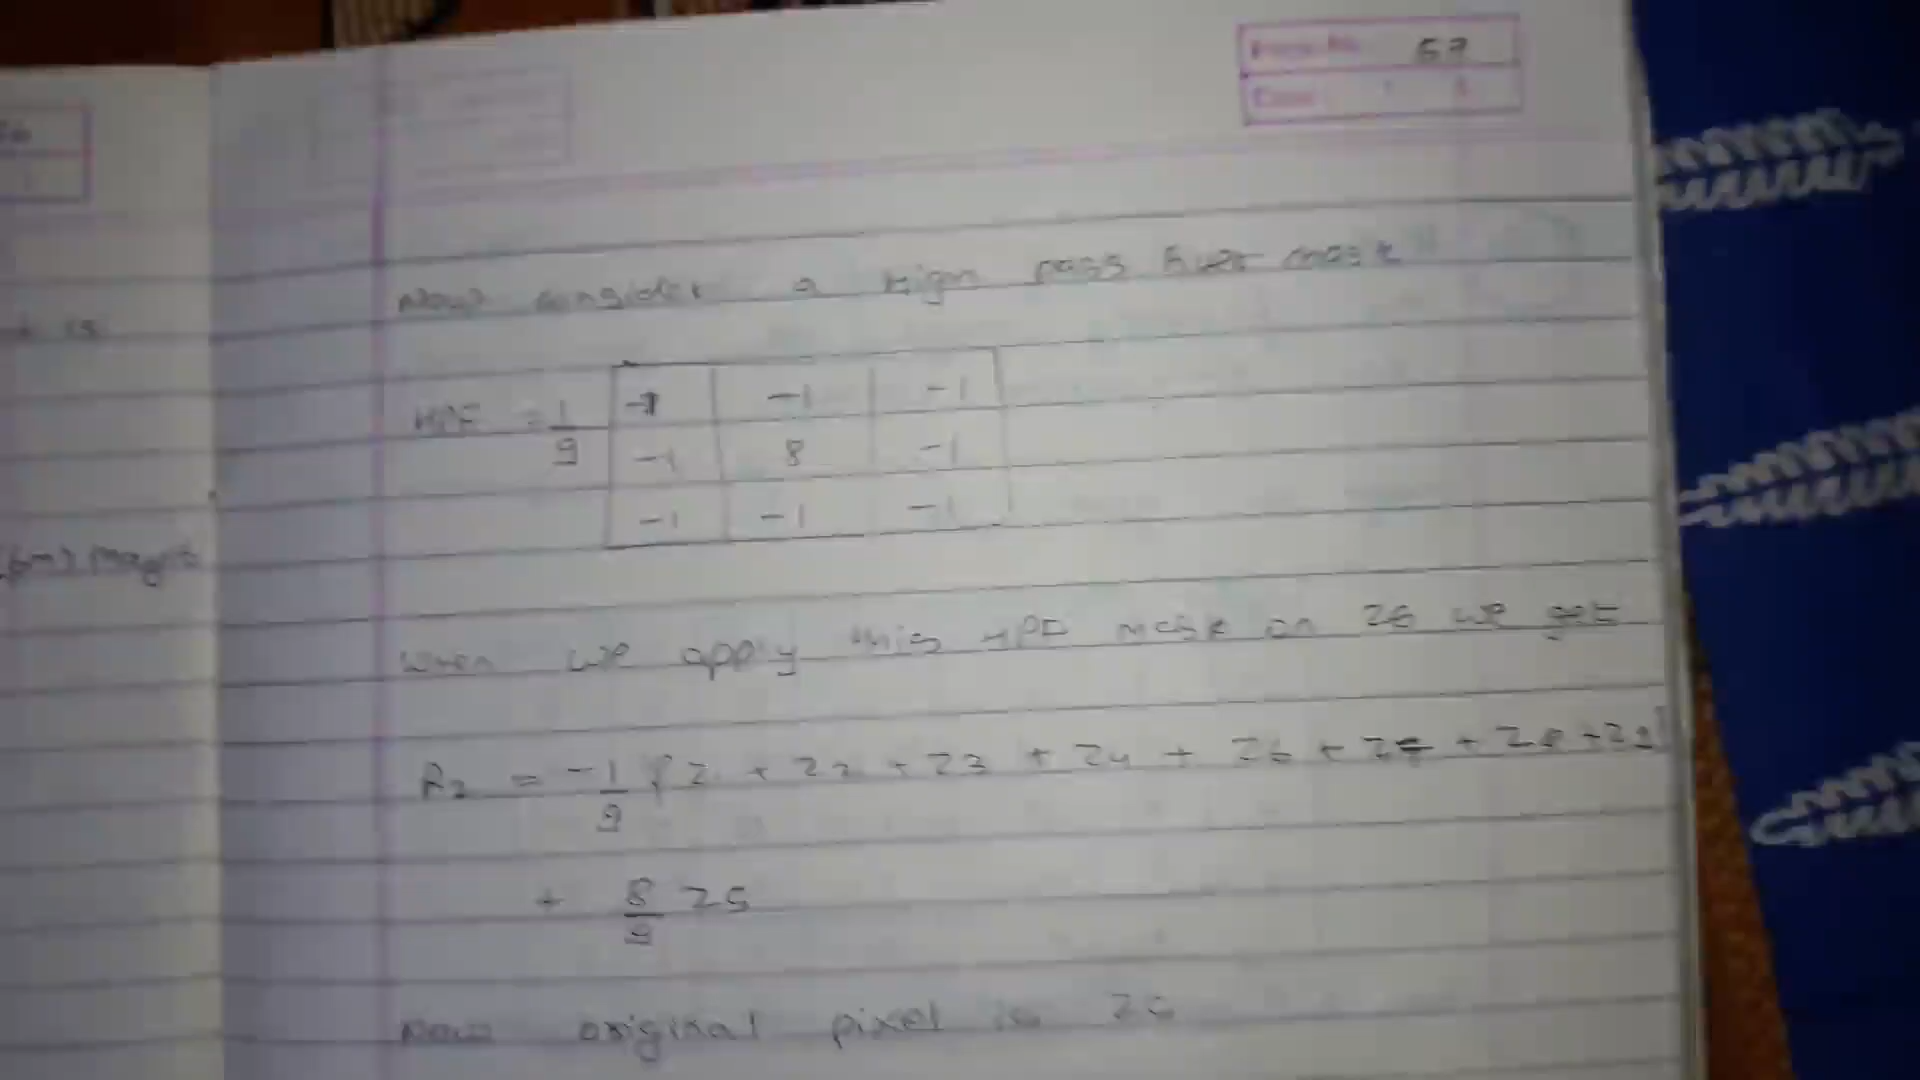 57
Now consider a High pass filter mask
HPF = 1/9
-1 -1 -1
-1 8 -1
-1 -1 -1
When we apply this HPF mask on Z5 we get
R2 = -1/9 { Z1 + Z2 + Z3 + Z4 + Z6 + Z7 + Z8 + Z9 }
+ 8/9 Z5
Now original pixel is Z5